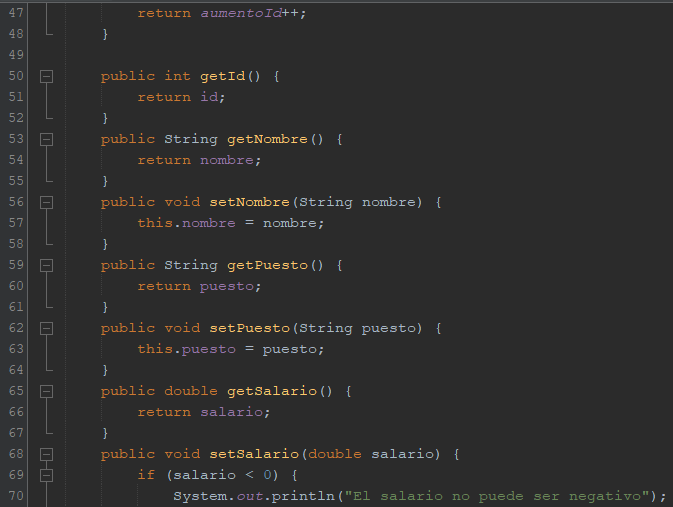 47 return aumentoId++;
48 }
49
50 public int getId() {
51 return id;
52 }
53 public String getNombre() {
54 return nombre;
55 }
56 public void setNombre(String nombre) {
57 this.nombre = nombre;
58 }
59 public String getPuesto() {
60 return puesto;
61 }
62 public void setPuesto(String puesto) {
63 this.puesto = puesto;
64 }
65 public double getSalario() {
66 return salario;
67 }
68 public void setSalario(double salario) {
69 if (salario < 0) {
70 System.out.println("El salario no puede ser negativo");